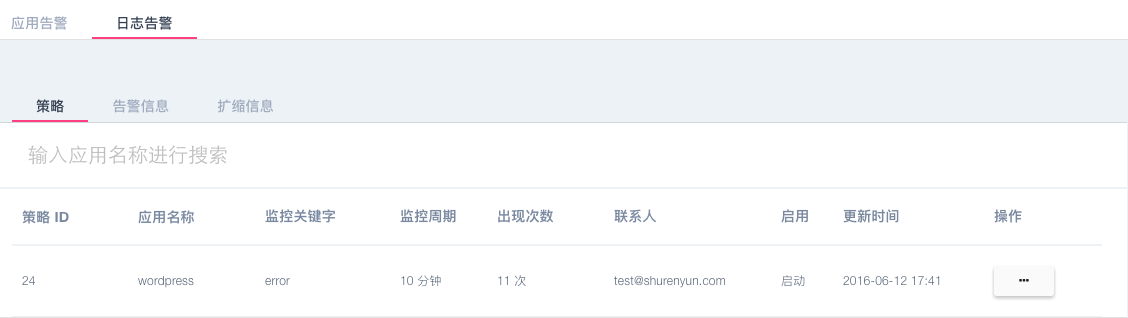 应用告警 日志告警
策略 告警信息 扩缩信息
输入应用名称进行搜索
策略 ID 应用名称 监控关键字 监控周期 出现次数 联系人 启用 更新时间 操作
24 wordpress error 10 分钟 11 次 test@shurenyun.com 启动 2016-06-12 17:41 ···